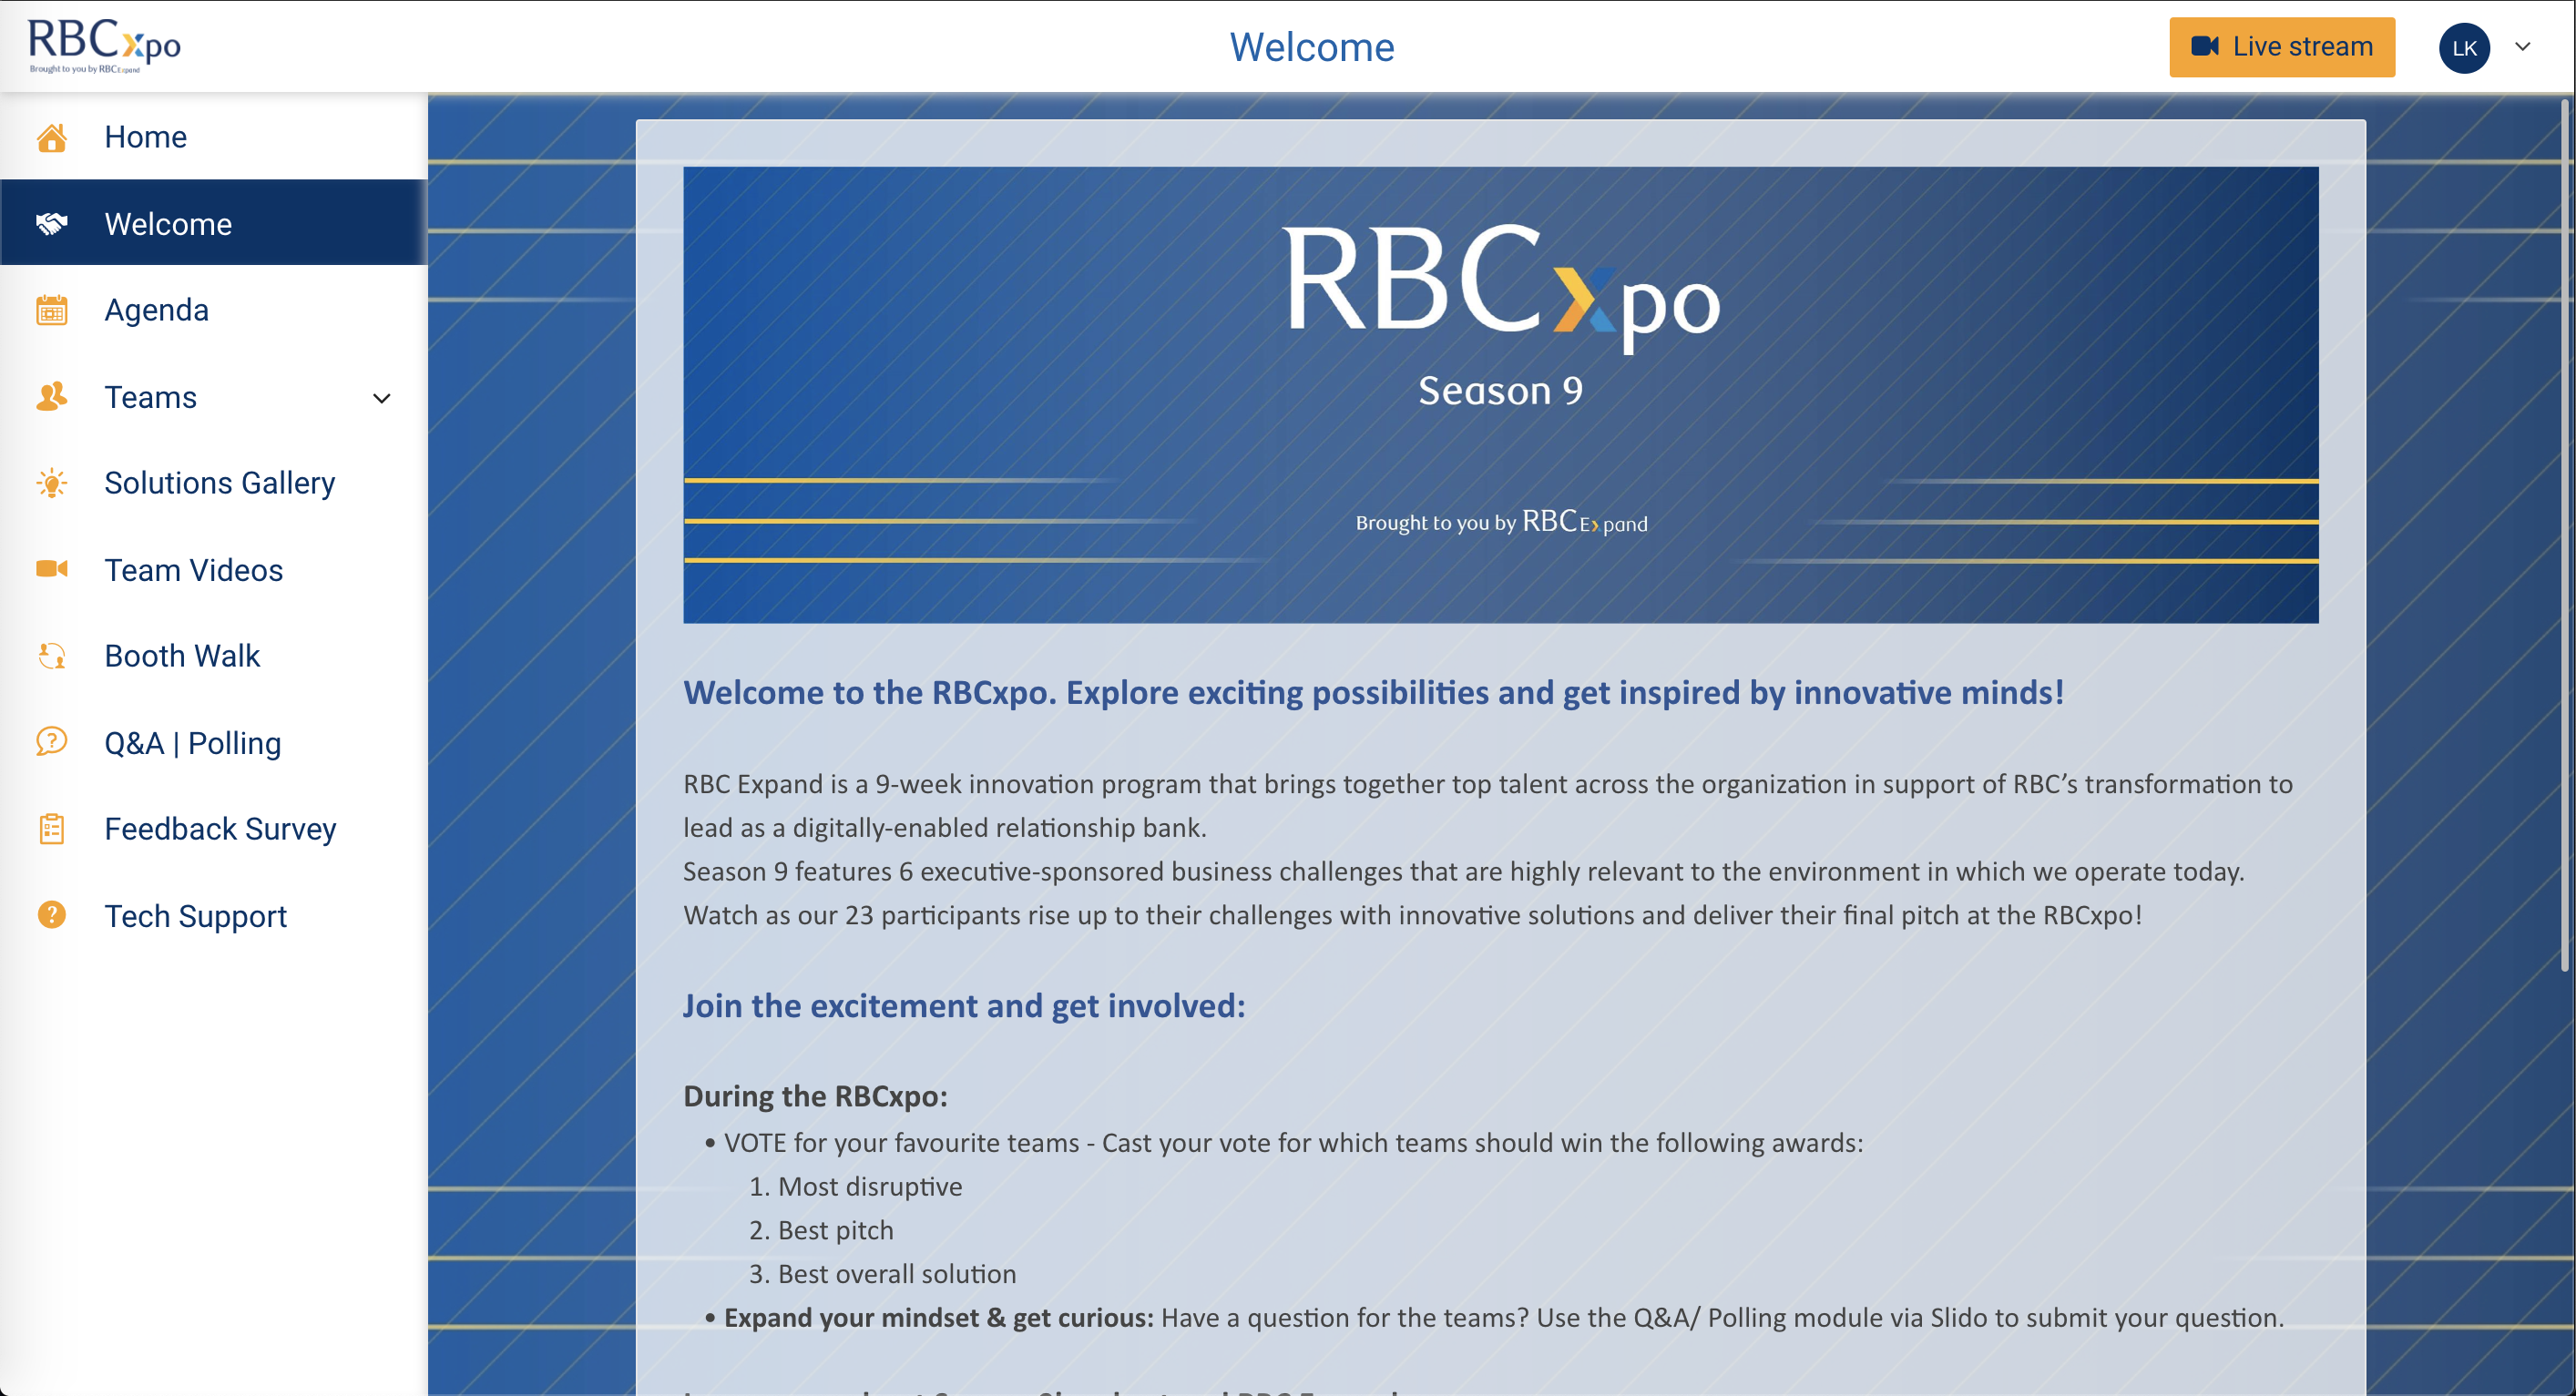 RBCxpo
Brought to you by RBC Expand
Welcome
Live stream
LK
Home
Welcome
Agenda
Teams
Solutions Gallery
Team Videos
Booth Walk
Q&A | Polling
Feedback Survey
Tech Support
RBCxpo
Season 9
Brought to you by RBC Expand
Welcome to the RBCxpo. Explore exciting possibilities and get inspired by innovative minds!
RBC Expand is a 9-week innovation program that brings together top talent across the organization in support of RBC’s transformation to
lead as a digitally-enabled relationship bank.
Season 9 features 6 executive-sponsored business challenges that are highly relevant to the environment in which we operate today.
Watch as our 23 participants rise up to their challenges with innovative solutions and deliver their final pitch at the RBCxpo!
Join the excitement and get involved:
During the RBCxpo:
• VOTE for your favourite teams - Cast your vote for which teams should win the following awards:
1. Most disruptive
2. Best pitch
3. Best overall solution
• Expand your mindset & get curious: Have a question for the teams? Use the Q&A/ Polling module via Slido to submit your question.